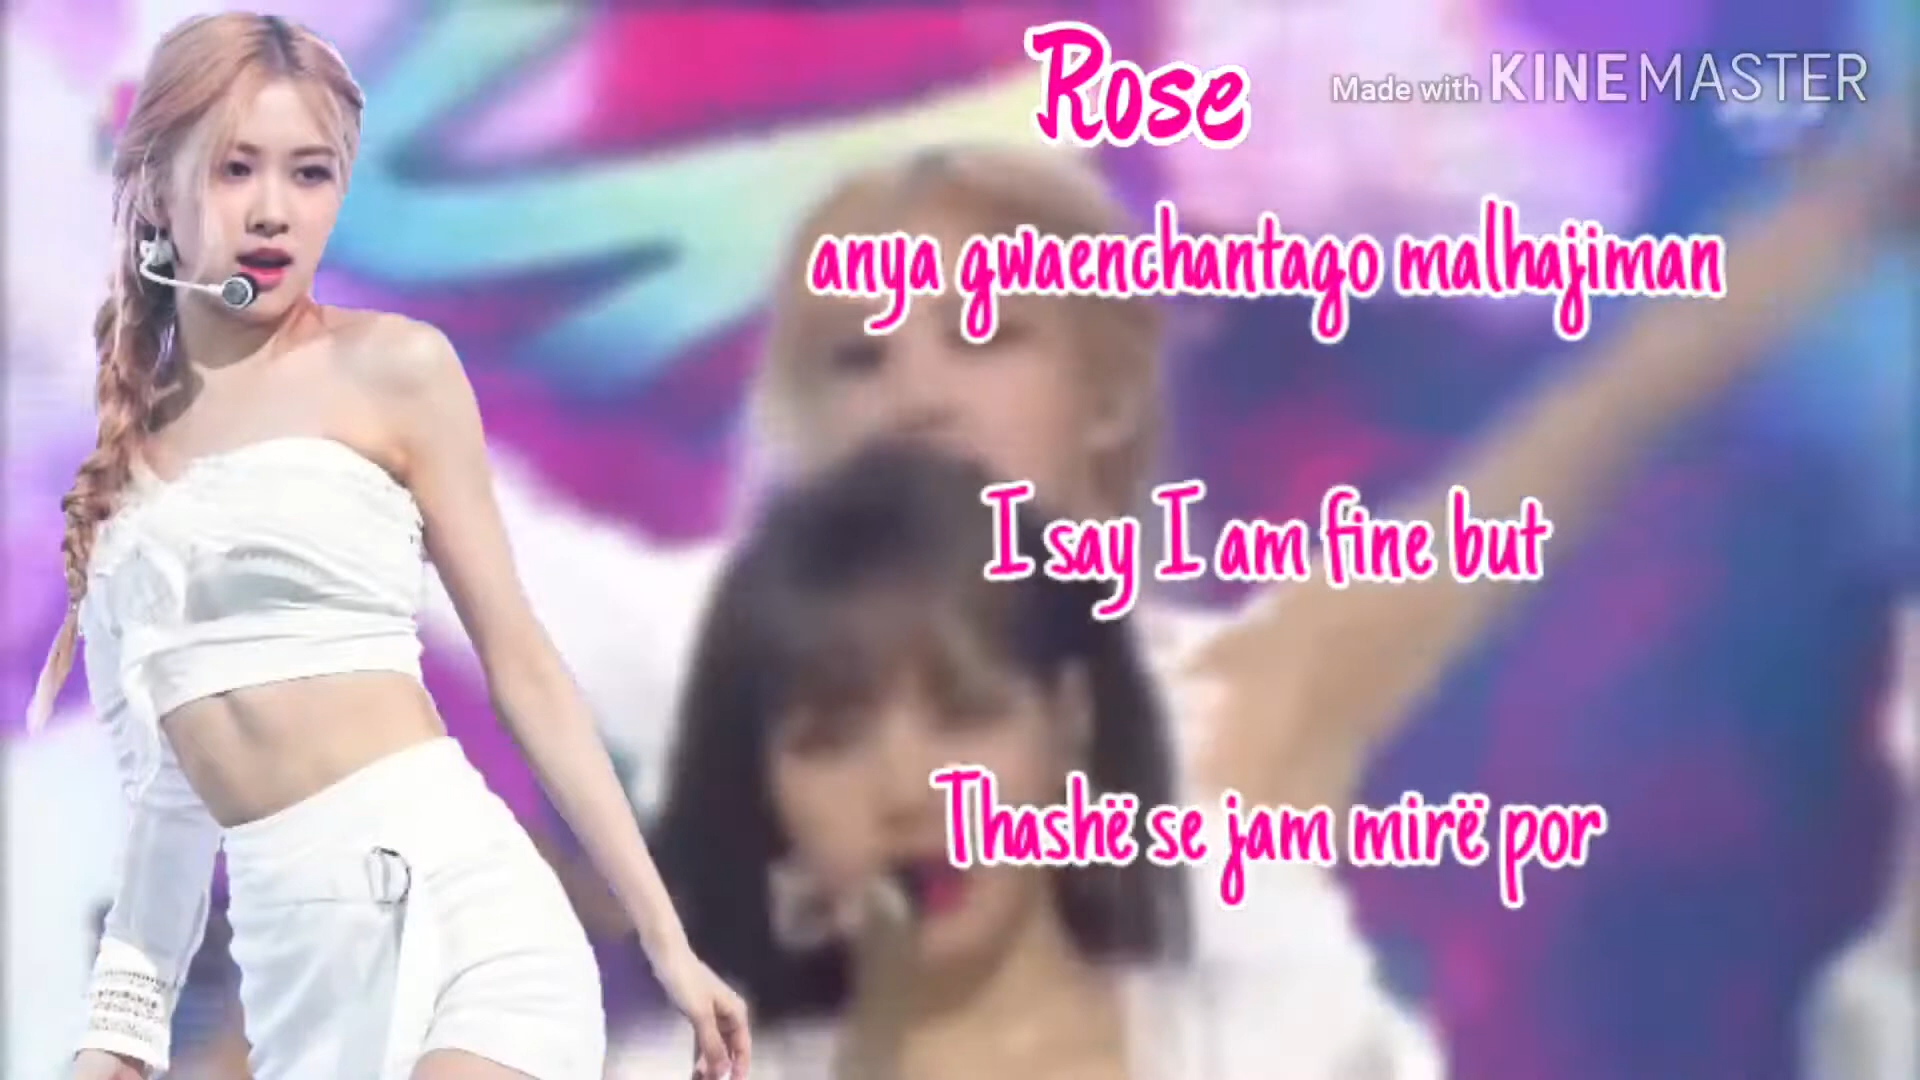 Rose
Made with KINEMASTER
anya gwaenchantago malhajiman
I say I am fine but
Thashë se jam mirë por